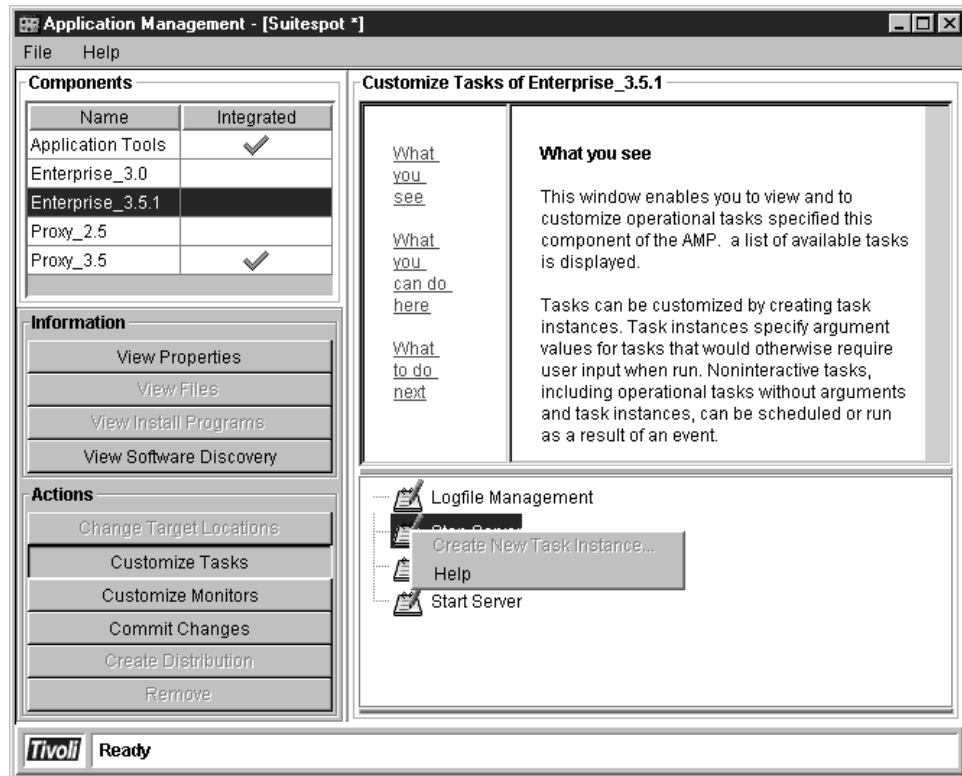 Application Management - [Suitespot *]
File Help
Components
Name Integrated
Application Tools
Enterprise_3.0
Enterprise_3.5.1
Proxy_2.5
Proxy_3.5
Information
View Properties
View Files
View Install Programs
View Software Discovery
Actions
Change Target Locations
Customize Tasks
Customize Monitors
Commit Changes
Create Distribution
Remove
Customize Tasks of Enterprise_3.5.1
What
you
see
What
you
can do
here
What
to do
next
What you see
This window enables you to view and to
customize operational tasks specified this
component of the AMP. a list of available tasks
is displayed.
Tasks can be customized by creating task
instances. Task instances specify argument
values for tasks that would otherwise require
user input when run. Noninteractive tasks,
including operational tasks without arguments
and task instances, can be scheduled or run
as a result of an event.
Logfile Management
Create New Task Instance...
Help
Start Server
Tivoli Ready